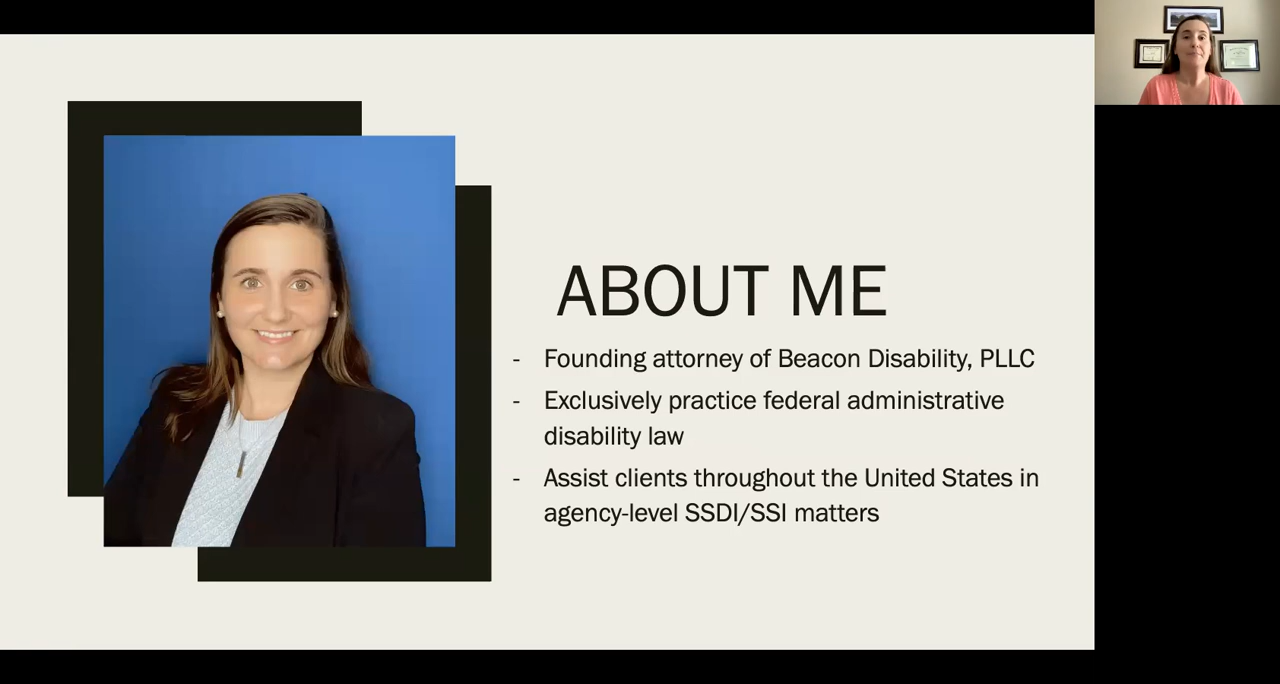 ABOUT ME
- Founding attorney of Beacon Disability, PLLC
- Exclusively practice federal administrative
disability law
- Assist clients throughout the United States in
agency-level SSDI/SSI matters